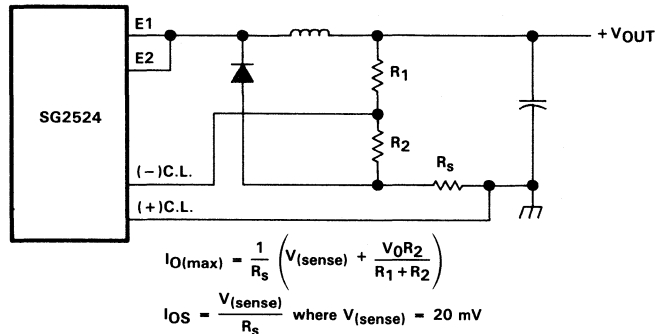 E1
+ VOUT
E2
R1
SG2524
R2
Rs
(−)C.L.
(+)C.L.
IO(max) = 1/Rs (V(sense) + VOR2/(R1 + R2))
IOS = V(sense)/Rs where V(sense) = 20 mV